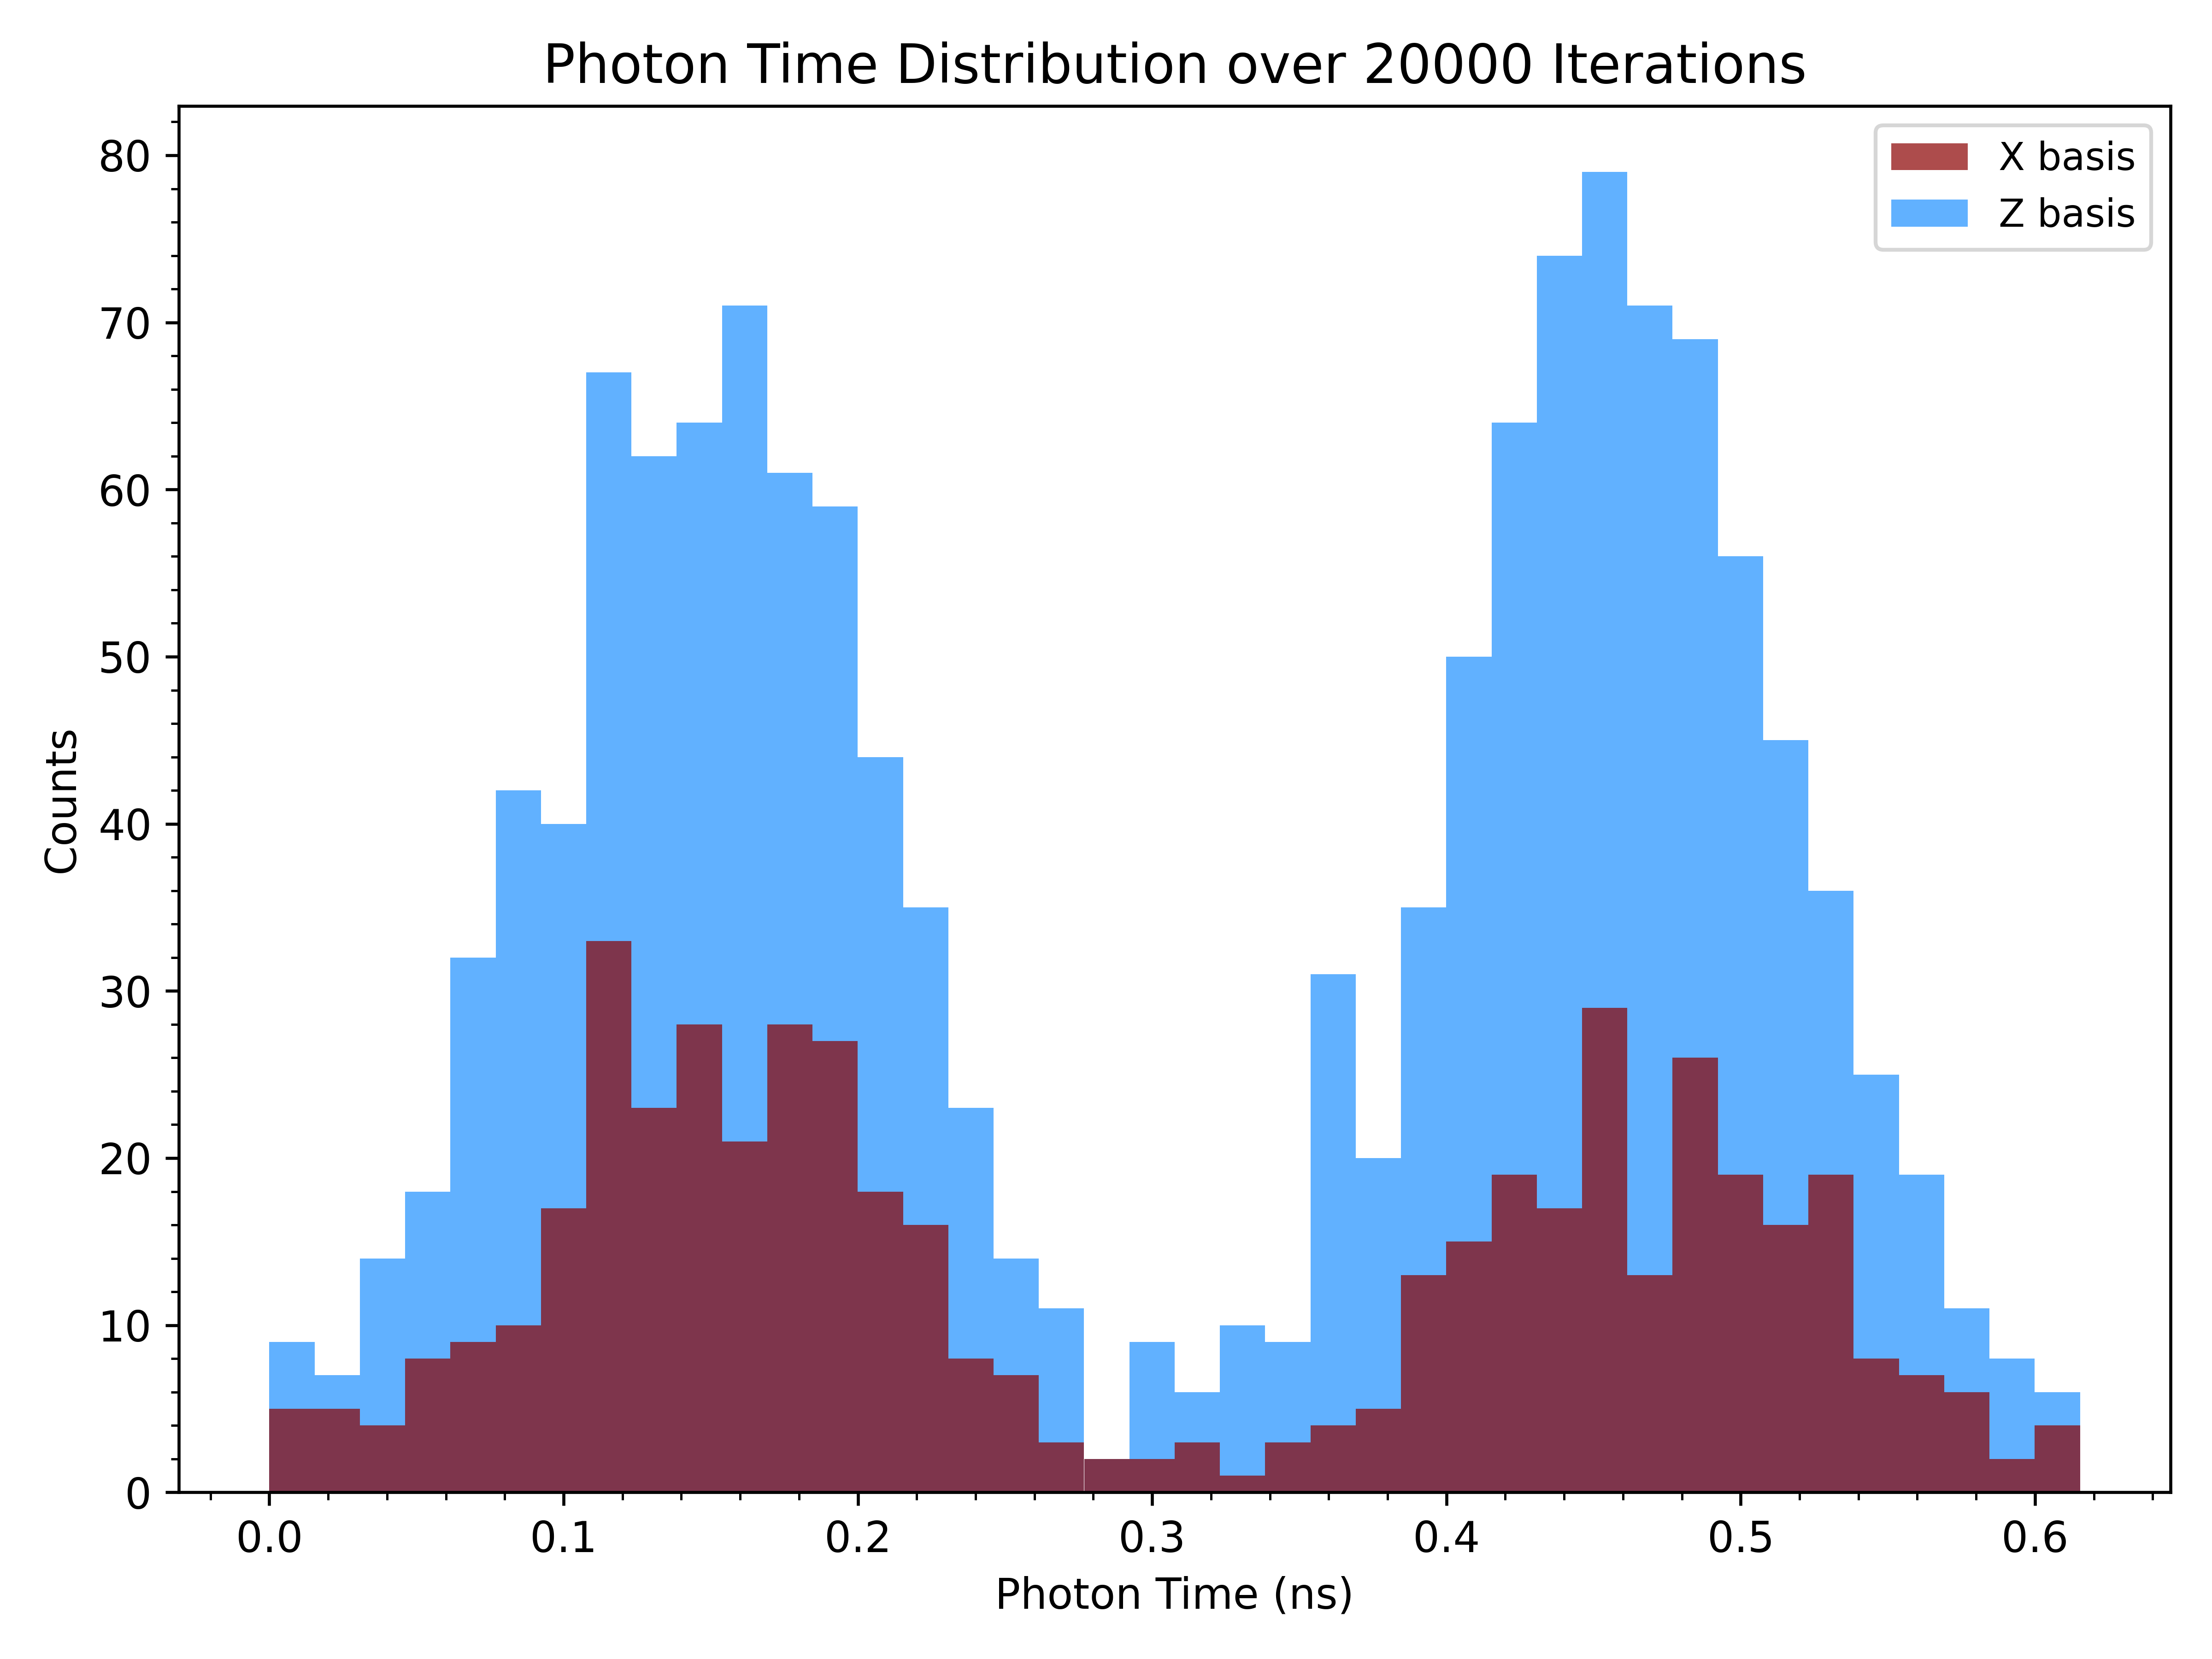 Photon Time Distribution over 20000 Iterations
X basis
Z basis
80
70
60
50
40
30
20
10
0
Counts
0.0 0.1 0.2 0.3 0.4 0.5 0.6
Photon Time (ns)